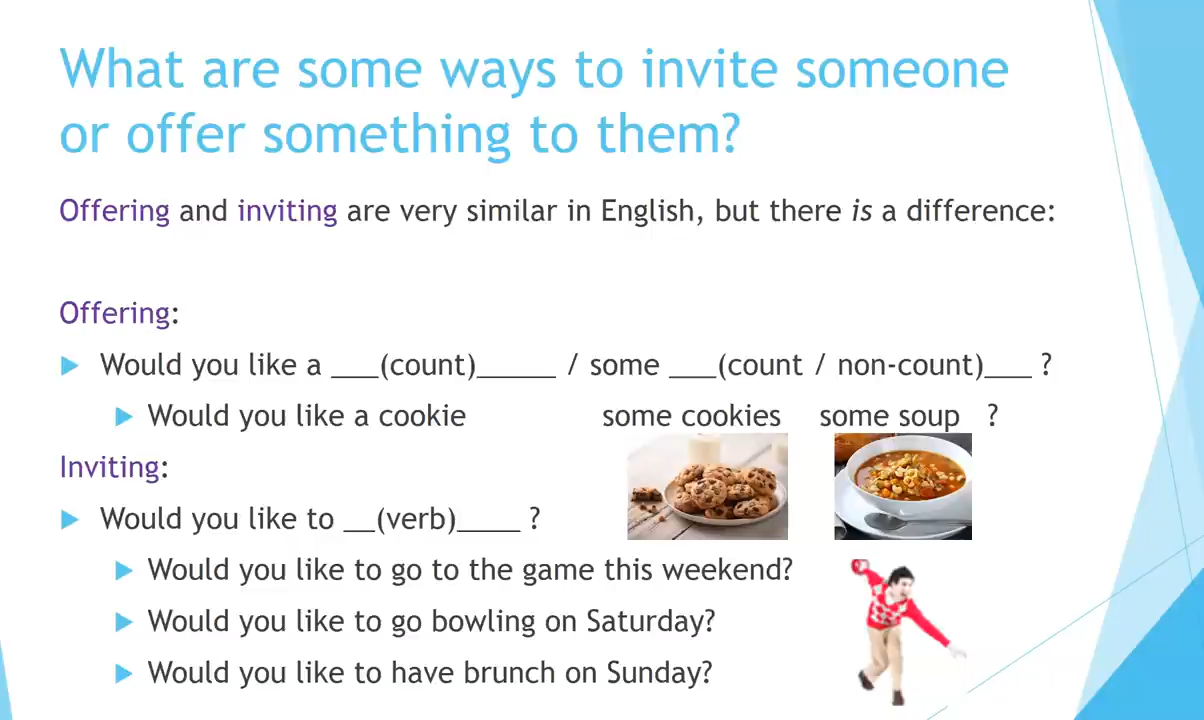 What are some ways to invite someone
or offer something to them?
Offering and inviting are very similar in English, but there is a difference:
Offering:
Would you like a ___(count)_____ / some ___(count / non-count)___ ?
Would you like a cookie some cookies some soup ?
Inviting:
Would you like to __(verb)____ ?
Would you like to go to the game this weekend?
Would you like to go bowling on Saturday?
Would you like to have brunch on Sunday?